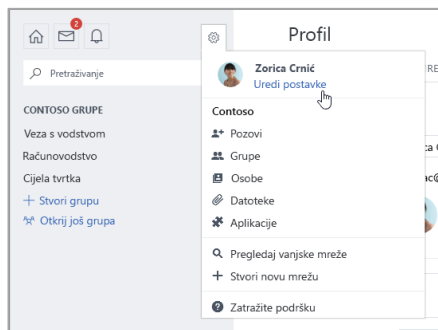 2
Profil
Pretraživanje
CONTOSO GRUPE
Veza s vodstvom
Računovodstvo
Cijela tvrtka
+ Stvori grupu
Otkrij još grupa
Zorica Crnić
Uredi postavke
Contoso
Pozovi
Grupe
Osobe
Datoteke
Aplikacije
Pregledaj vanjske mreže
+ Stvori novu mrežu
Zatražite podršku